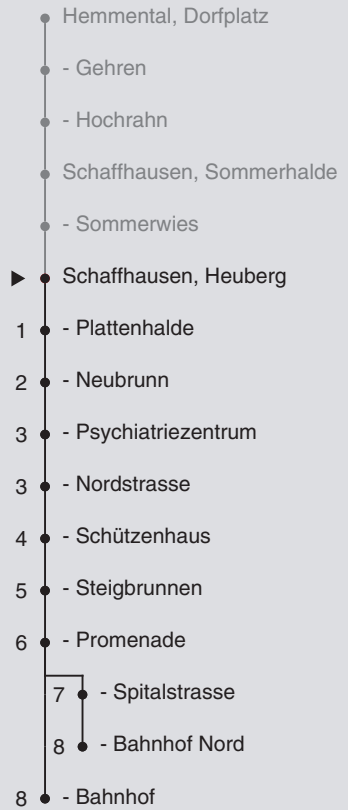 Hemmental, Dorfplatz
- Gehren
- Hochrahn
Schaffhausen, Sommerhalde
- Sommerwies
Schaffhausen, Heuberg
1 - Plattenhalde
2 - Neubrunn
3 - Psychiatriezentrum
3 - Nordstrasse
4 - Schützenhaus
5 - Steigbrunnen
6 - Promenade
7 - Spitalstrasse
8 - Bahnhof Nord
8 - Bahnhof